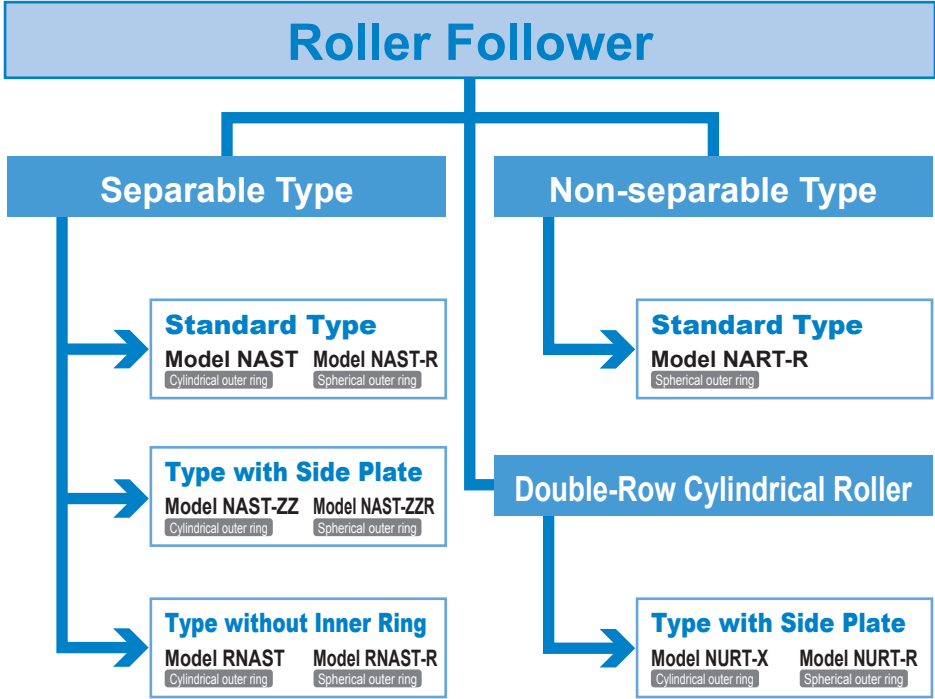 Roller Follower
Separable Type
Standard Type
Model NAST Model NAST-R
Cylindrical outer ring Spherical outer ring
Type with Side Plate
Model NAST-ZZ Model NAST-ZZR
Cylindrical outer ring Spherical outer ring
Type without Inner Ring
Model RNAST Model RNAST-R
Cylindrical outer ring Spherical outer ring
Non-separable Type
Standard Type
Model NART-R
Spherical outer ring
Double-Row Cylindrical Roller
Type with Side Plate
Model NURT-X Model NURT-R
Cylindrical outer ring Spherical outer ring